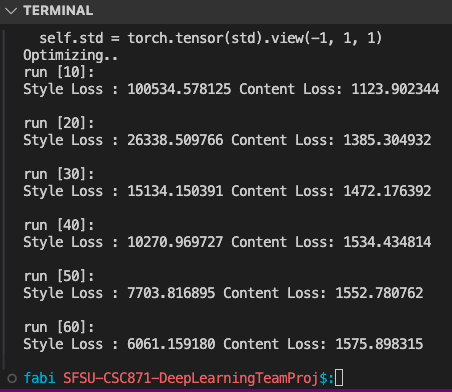 TERMINAL
self.std = torch.tensor(std).view(-1, 1, 1)
Optimizing..
run [10]:
Style Loss : 100534.578125 Content Loss: 1123.902344
run [20]:
Style Loss : 26338.509766 Content Loss: 1385.304932
run [30]:
Style Loss : 15134.150391 Content Loss: 1472.176392
run [40]:
Style Loss : 10270.969727 Content Loss: 1534.434814
run [50]:
Style Loss : 7703.816895 Content Loss: 1552.780762
run [60]:
Style Loss : 6061.159180 Content Loss: 1575.898315
fabi SFSU-CSC871-DeepLearningTeamProj$: